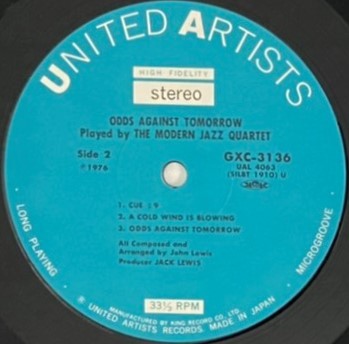 UNITED ARTISTS
HIGH FIDELITY
stereo
ODDS AGAINST TOMORROW
Played by THE MODERN JAZZ QUARTET
Side 2
GXC-3136
℗1976
UAL 4063
(SILBT 1910) U
1. CUE #9
2. A COLD WIND IS BLOWING
3. ODDS AGAINST TOMORROW
All Composed and
Arranged by John Lewis
Producer JACK LEWIS
LONG PLAYING
MICROGROOVE
33⅓ RPM
MANUFACTURED BY KING RECORD CO., LTD.
℗ UNITED ARTISTS RECORDS. MADE IN JAPAN